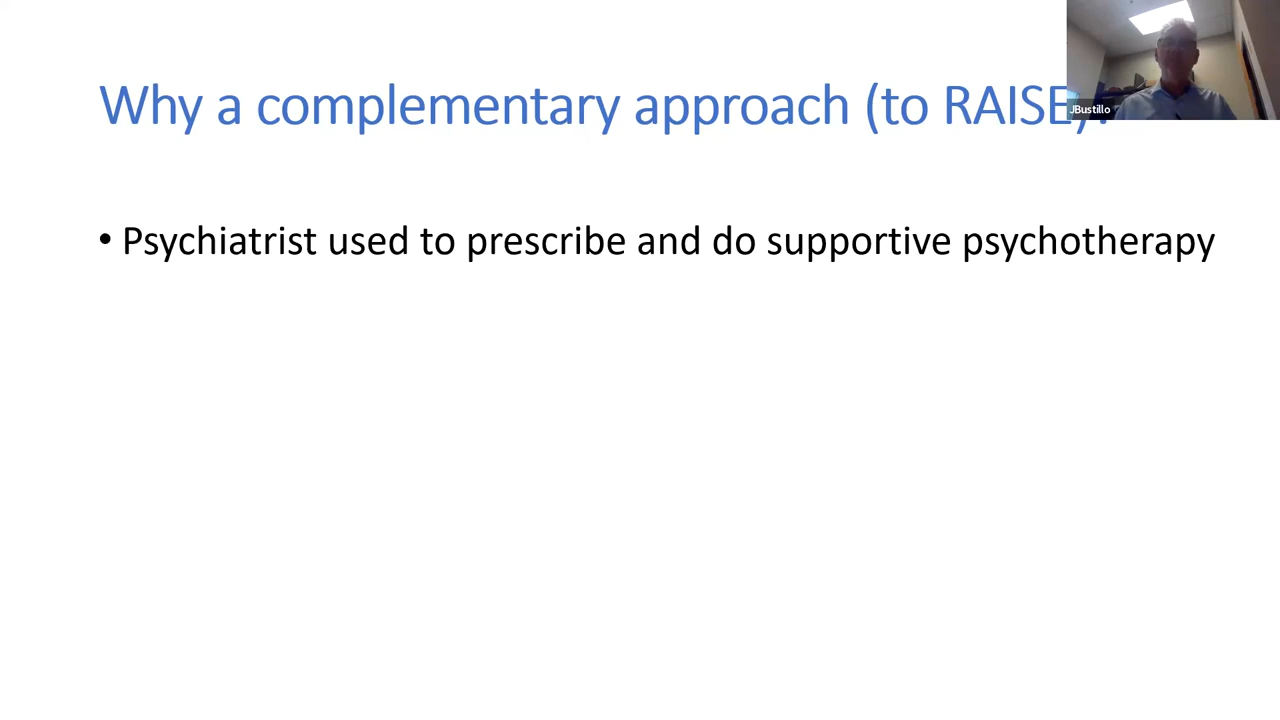 Why a complementary approach (to RAISE)?
JBustillo
• Psychiatrist used to prescribe and do supportive psychotherapy